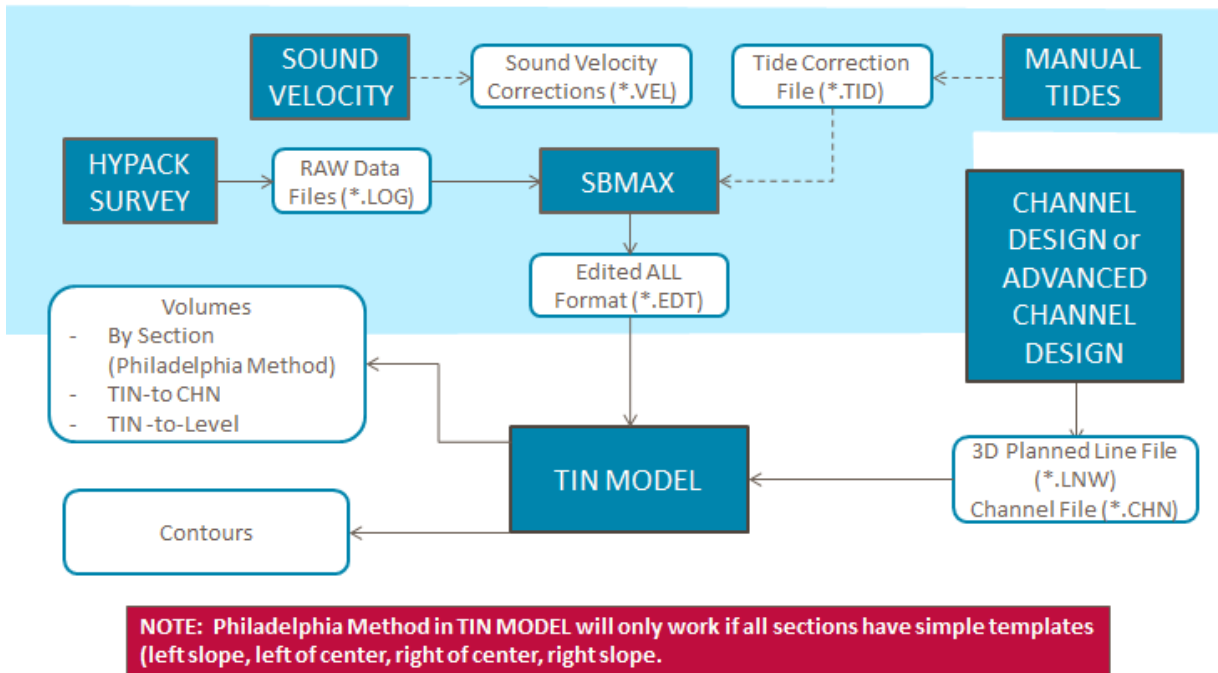 SOUND
VELOCITY
Sound Velocity
Corrections (*.VEL)
Tide Correction
File (*.TID)
MANUAL
TIDES
HYPACK
SURVEY
RAW Data
Files (*.LOG)
SBMAX
CHANNEL
DESIGN or
ADVANCED
CHANNEL
DESIGN
Edited ALL
Format (*.EDT)
Volumes
- By Section
(Philadelphia Method)
- TIN-to CHN
- TIN -to-Level
TIN MODEL
3D Planned Line File
(*.LNW)
Channel File (*.CHN)
Contours
NOTE: Philadelphia Method in TIN MODEL will only work if all sections have simple templates
(left slope, left of center, right of center, right slope.